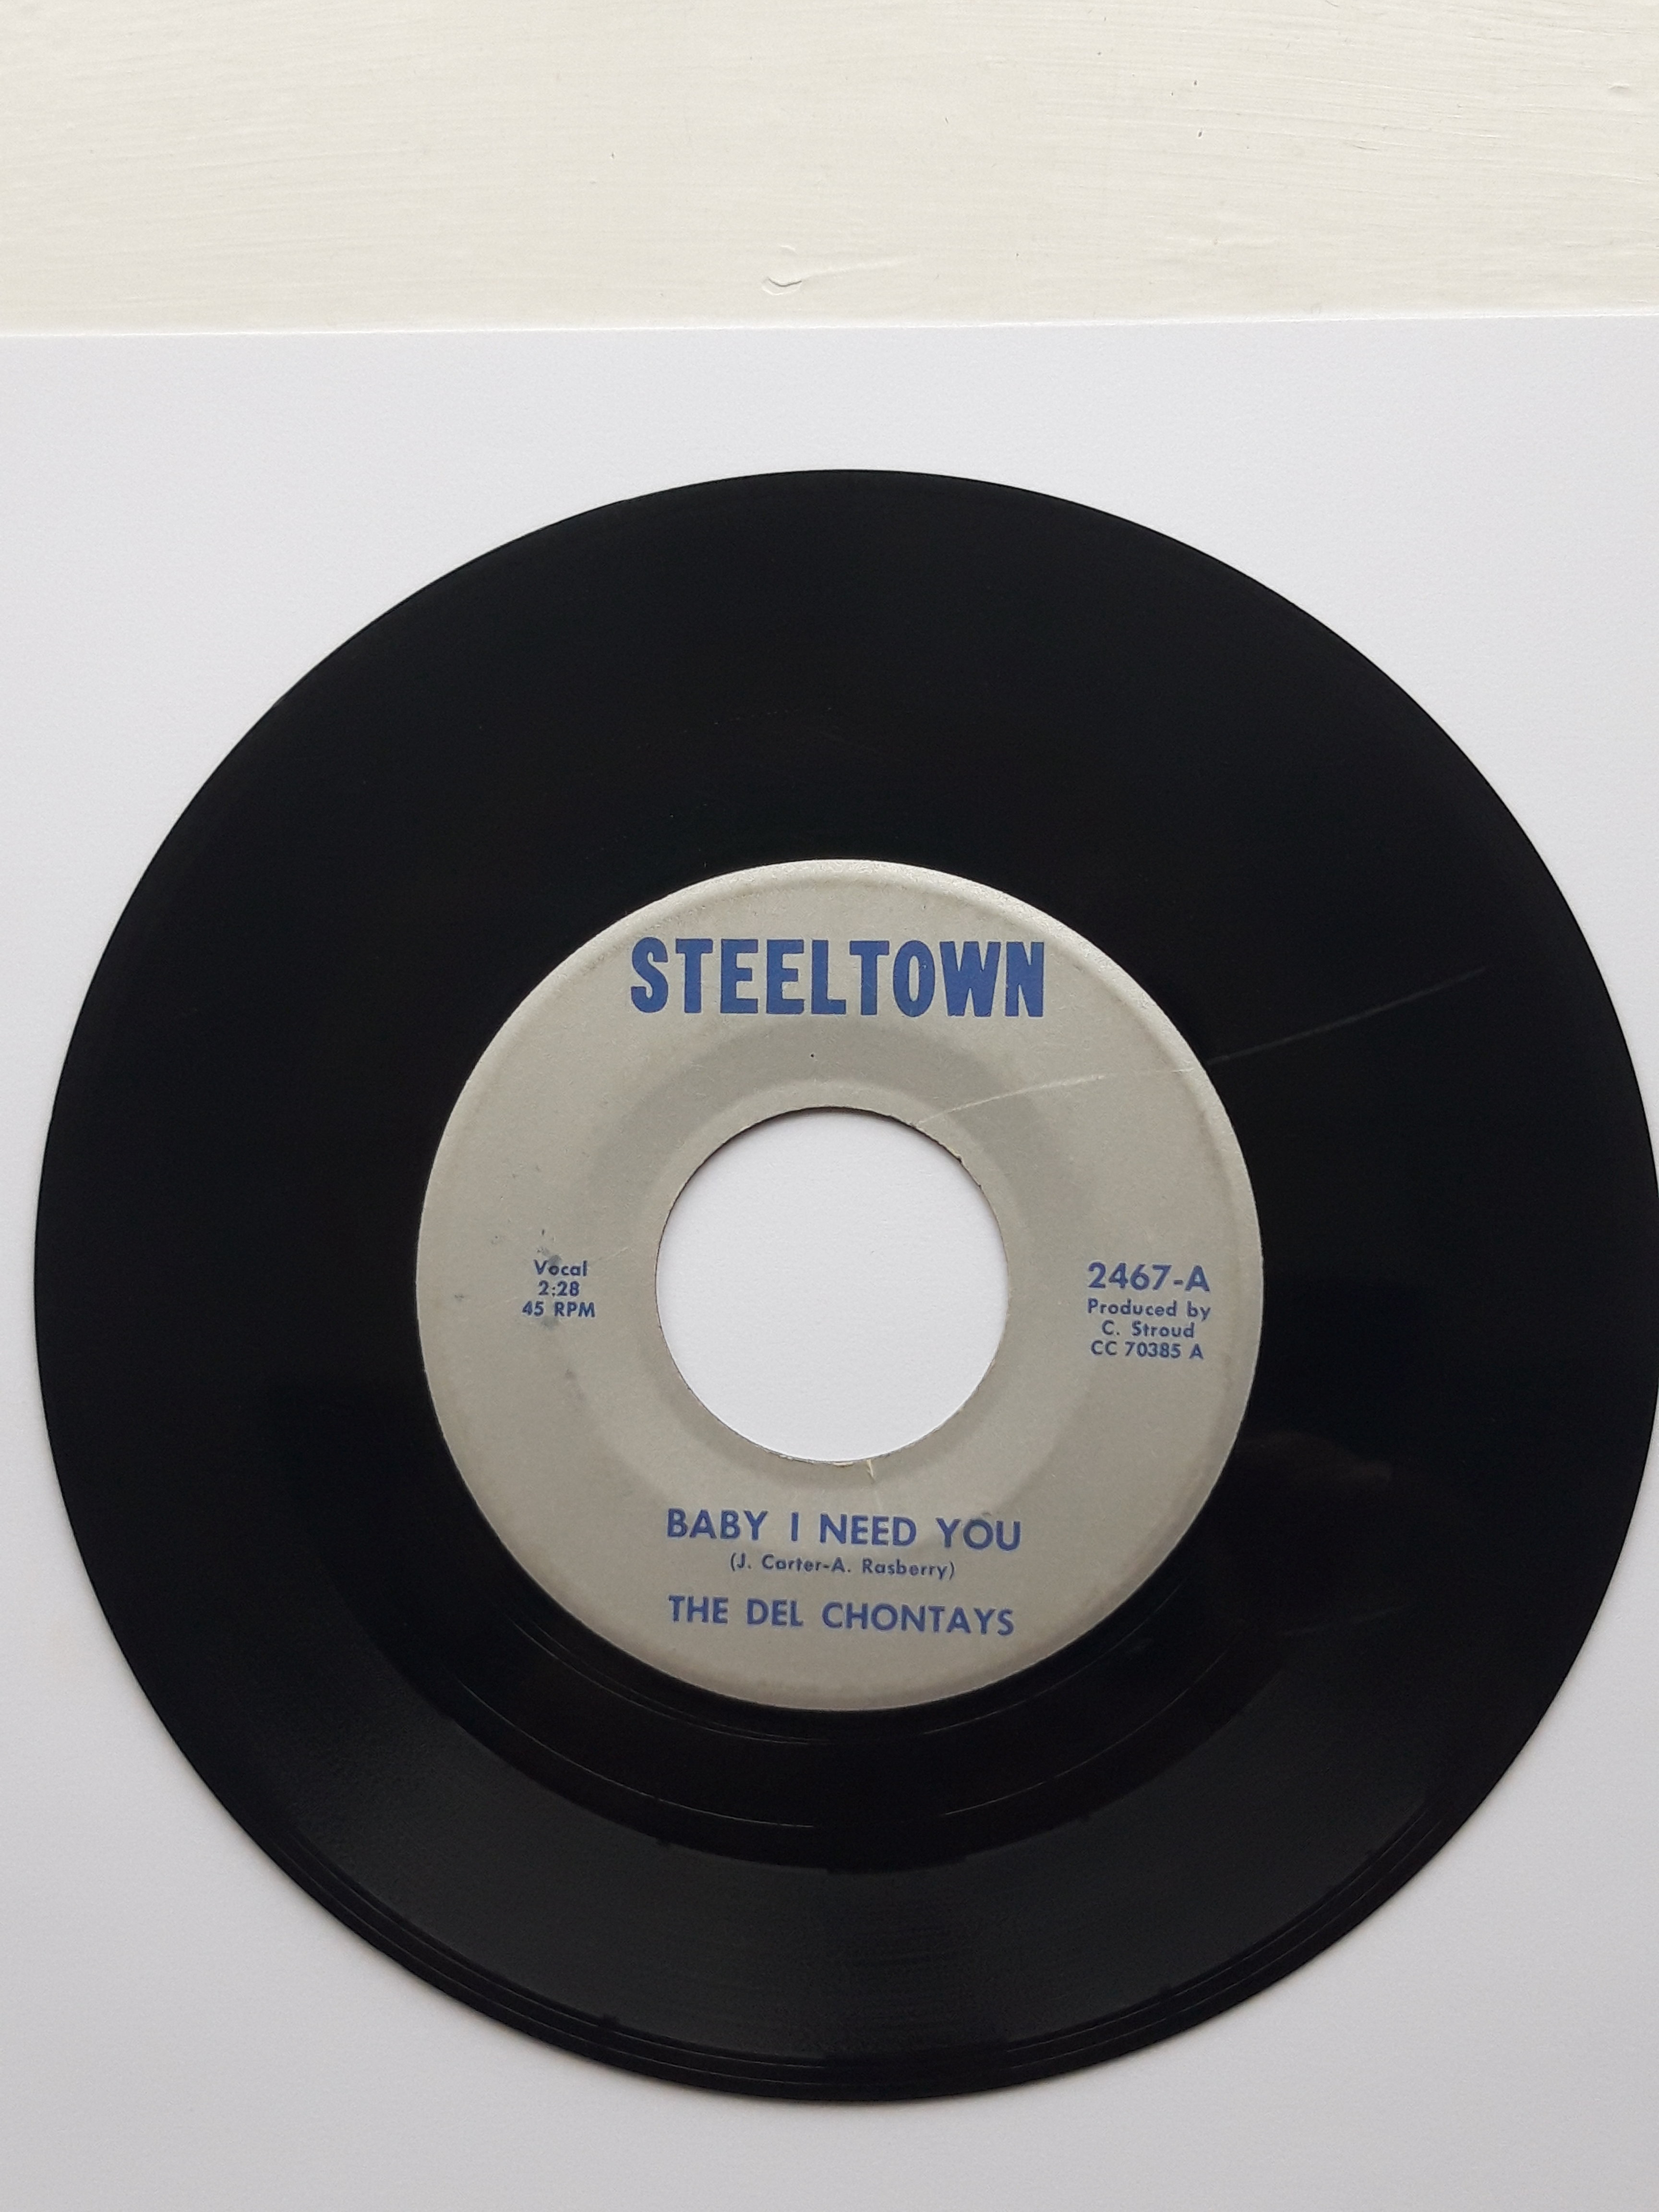 STEELTOWN
Vocal
2:28
45 RPM
2467-A
Produced by
C. Stroud
CC 70385 A
BABY I NEED YOU
(J. Carter-A. Rasberry)
THE DEL CHONTAYS